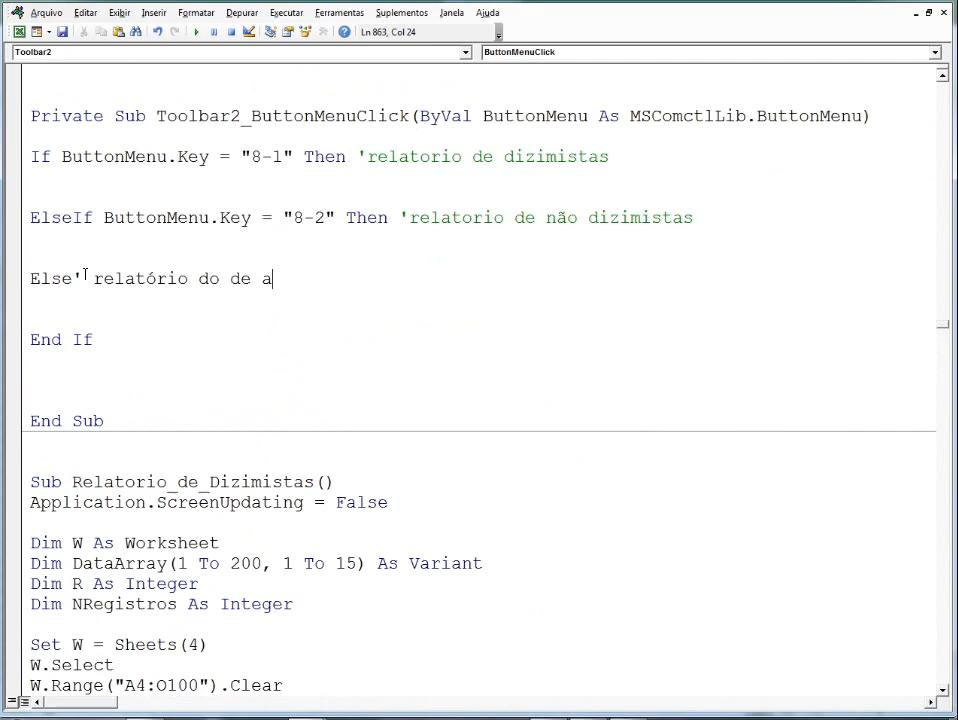 Arquivo Editar Exibir Inserir Formatar Depurar Executar Ferramentas Suplementos Janela Ajuda
Ln 863, Col 24
Toolbar2 ButtonMenuClick
Private Sub Toolbar2_ButtonMenuClick(ByVal ButtonMenu As MSComctlLib.ButtonMenu)
If ButtonMenu.Key = "8-1" Then 'relatorio de dizimistas
ElseIf ButtonMenu.Key = "8-2" Then 'relatorio de não dizimistas
Else' relatório do de a
End If
End Sub
Sub Relatorio_de_Dizimistas()
Application.ScreenUpdating = False
Dim W As Worksheet
Dim DataArray(1 To 200, 1 To 15) As Variant
Dim R As Integer
Dim NRegistros As Integer
Set W = Sheets(4)
W.Select
W.Range("A4:O100").Clear